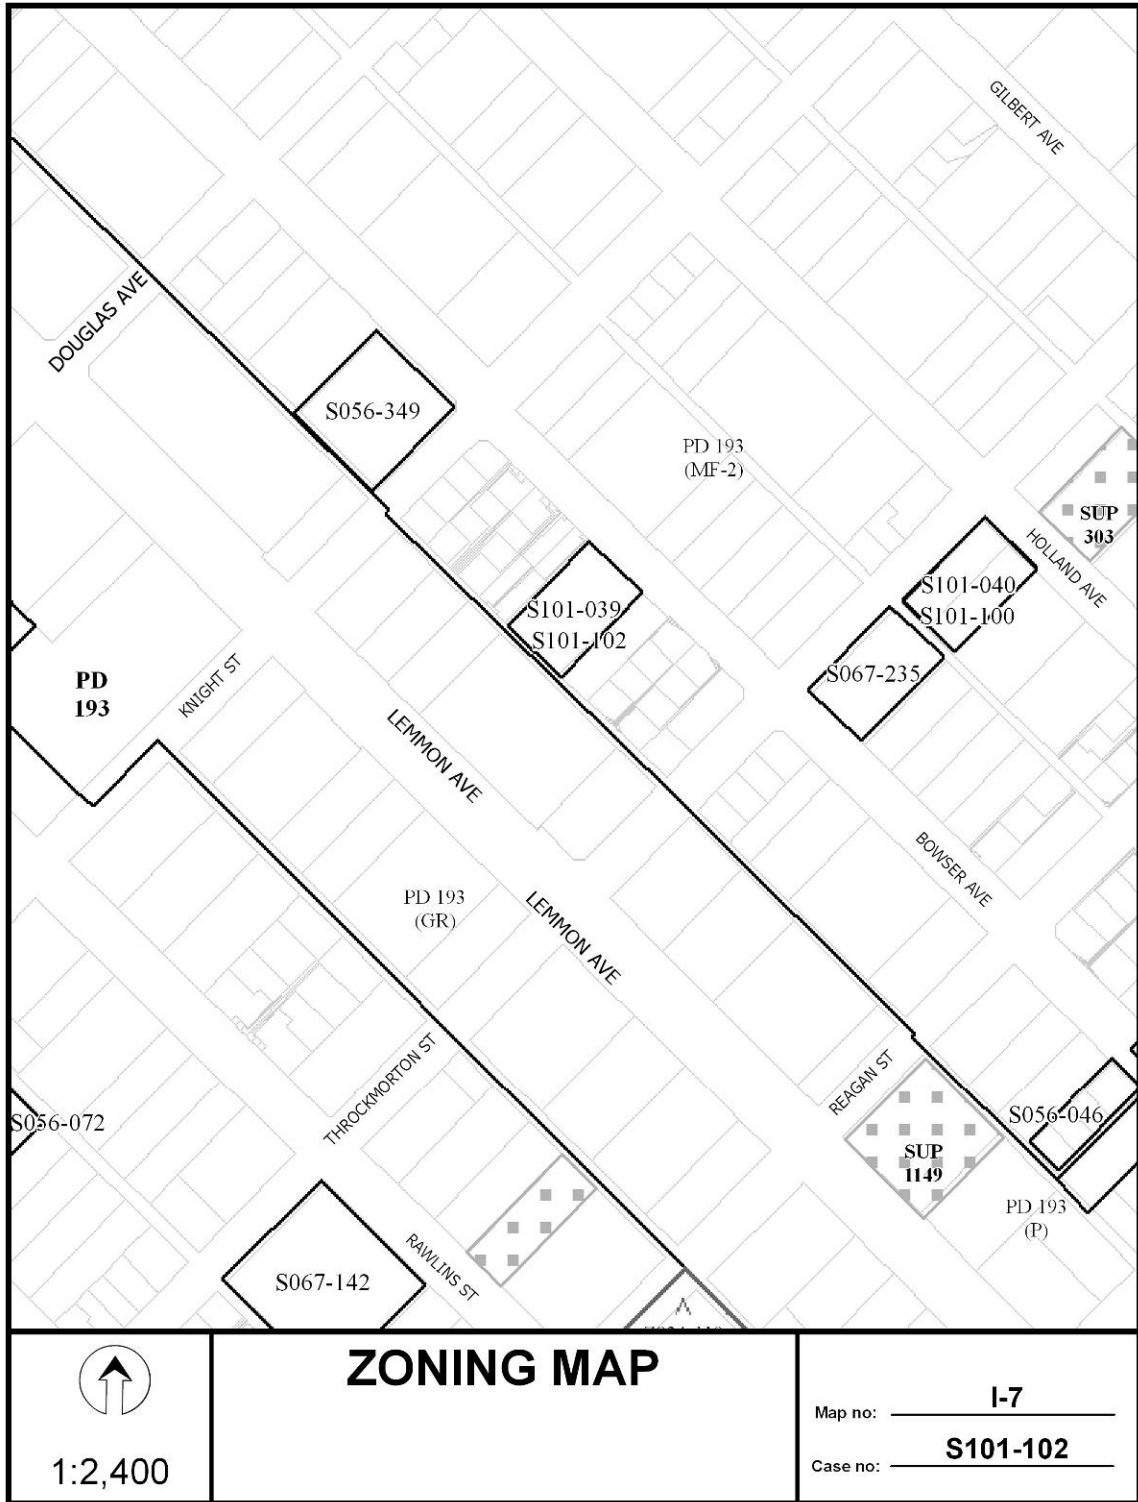 GILBERT AVE
DOUGLAS AVE
S056-349
PD 193
(MF-2)
SUP
303
HOLLAND AVE
S101-040
S101-100
S101-039
S101-102
S067-235
PD
193
KNIGHT ST
LEMMON AVE
BOWSER AVE
PD 193
(GR)
LEMMON AVE
THROCKMORTON ST
REAGAN ST
S056-072
S056-046
SUP
1149
PD 193
(P)
RAWLINS ST
S067-142
ZONING MAP
1:2,400
Map no: I-7
Case no: S101-102